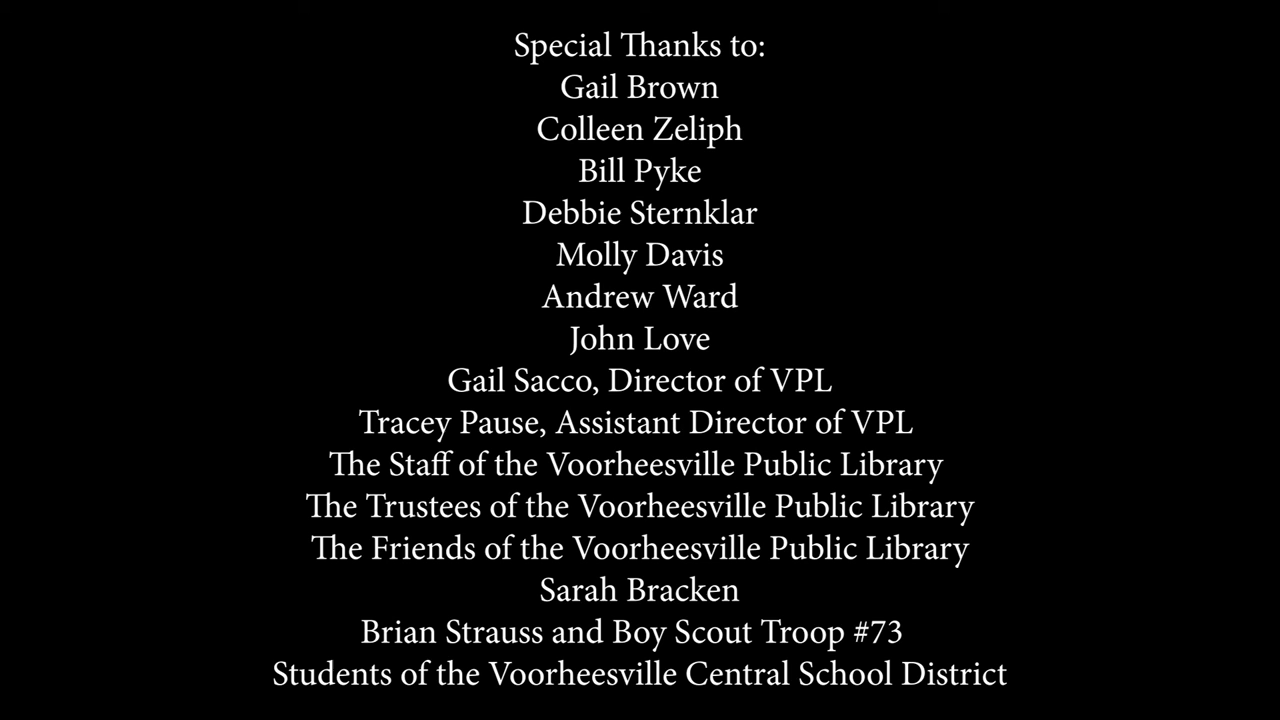 Special Thanks to:
Gail Brown
Colleen Zeliph
Bill Pyke
Debbie Sternklar
Molly Davis
Andrew Ward
John Love
Gail Sacco, Director of VPL
Tracey Pause, Assistant Director of VPL
The Staff of the Voorheesville Public Library
The Trustees of the Voorheesville Public Library
The Friends of the Voorheesville Public Library
Sarah Bracken
Brian Strauss and Boy Scout Troop #73
Students of the Voorheesville Central School District